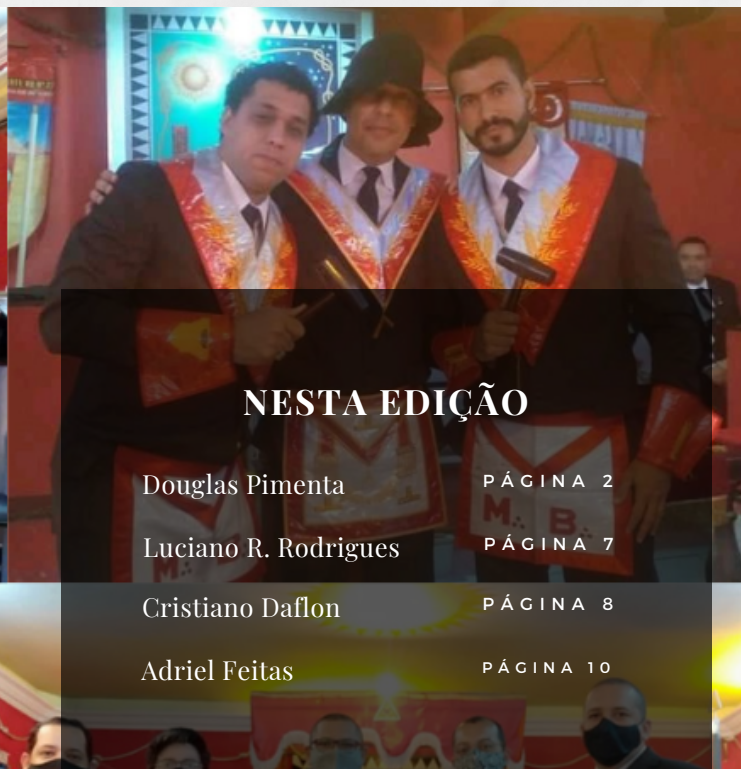 NESTA EDIÇÃO
Douglas Pimenta PÁGINA 2
Luciano R. Rodrigues PÁGINA 7
Cristiano Daflon PÁGINA 8
Adriel Feitas PÁGINA 10
M∴ B∴